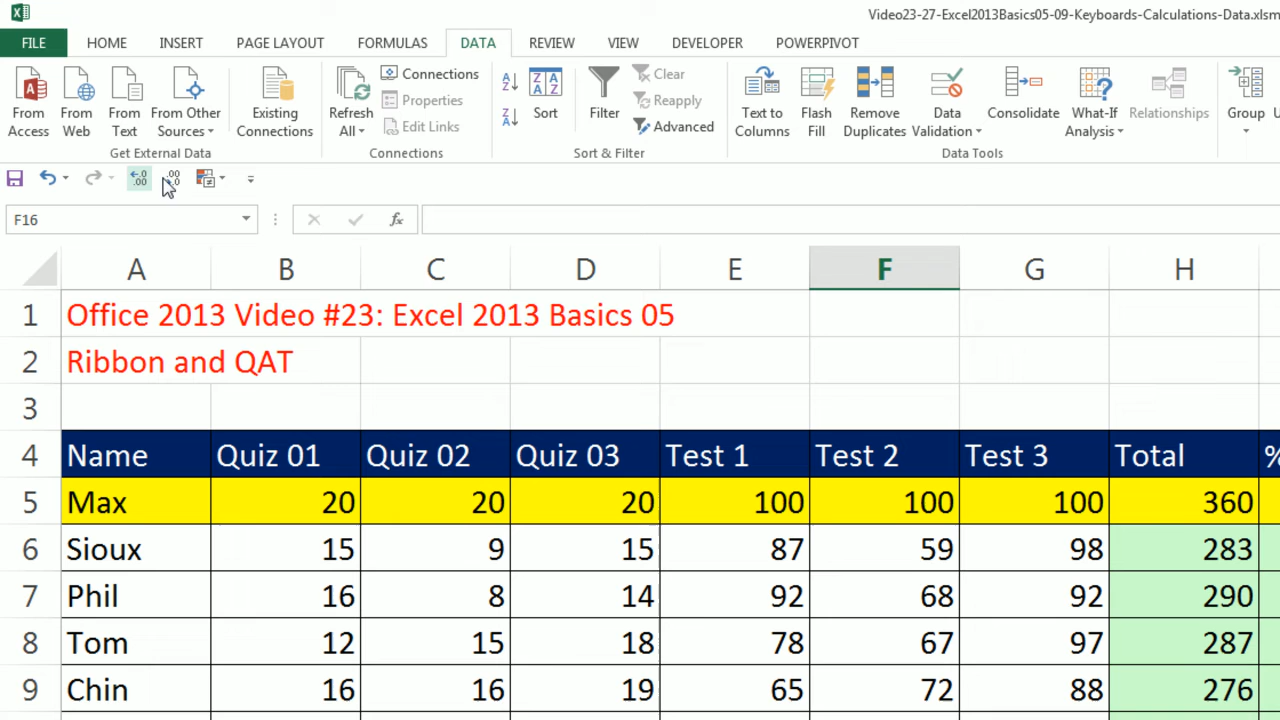 Video23-27-Excel2013Basics05-09-Keyboards-Calculations-Data.xlsm
FILE HOME INSERT PAGE LAYOUT FORMULAS DATA REVIEW VIEW DEVELOPER POWERPIVOT
From Access
From Web
From Text
From Other Sources
Existing Connections
Get External Data
Refresh All
Connections
Properties
Edit Links
Connections
Sort
Filter
Clear
Reapply
Advanced
Sort & Filter
Text to Columns
Flash Fill
Remove Duplicates
Data Validation
Consolidate
What-If Analysis
Relationships
Data Tools
Group
F16
fx
A B C D E F G H
1 Office 2013 Video #23: Excel 2013 Basics 05
2 Ribbon and QAT
3
4 Name Quiz 01 Quiz 02 Quiz 03 Test 1 Test 2 Test 3 Total %
5 Max 20 20 20 100 100 100 360
6 Sioux 15 9 15 87 59 98 283
7 Phil 16 8 14 92 68 92 290
8 Tom 12 15 18 78 67 97 287
9 Chin 16 16 19 65 72 88 276